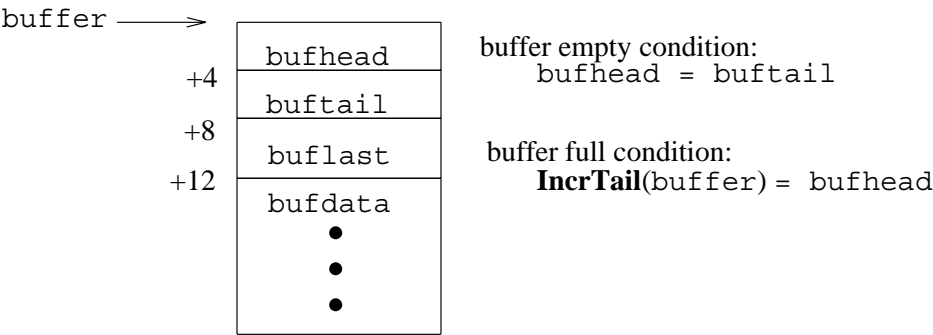 buffer
bufhead
+4
buftail
+8
buflast
+12
bufdata
buffer empty condition:
bufhead = buftail
buffer full condition:
IncrTail(buffer) = bufhead